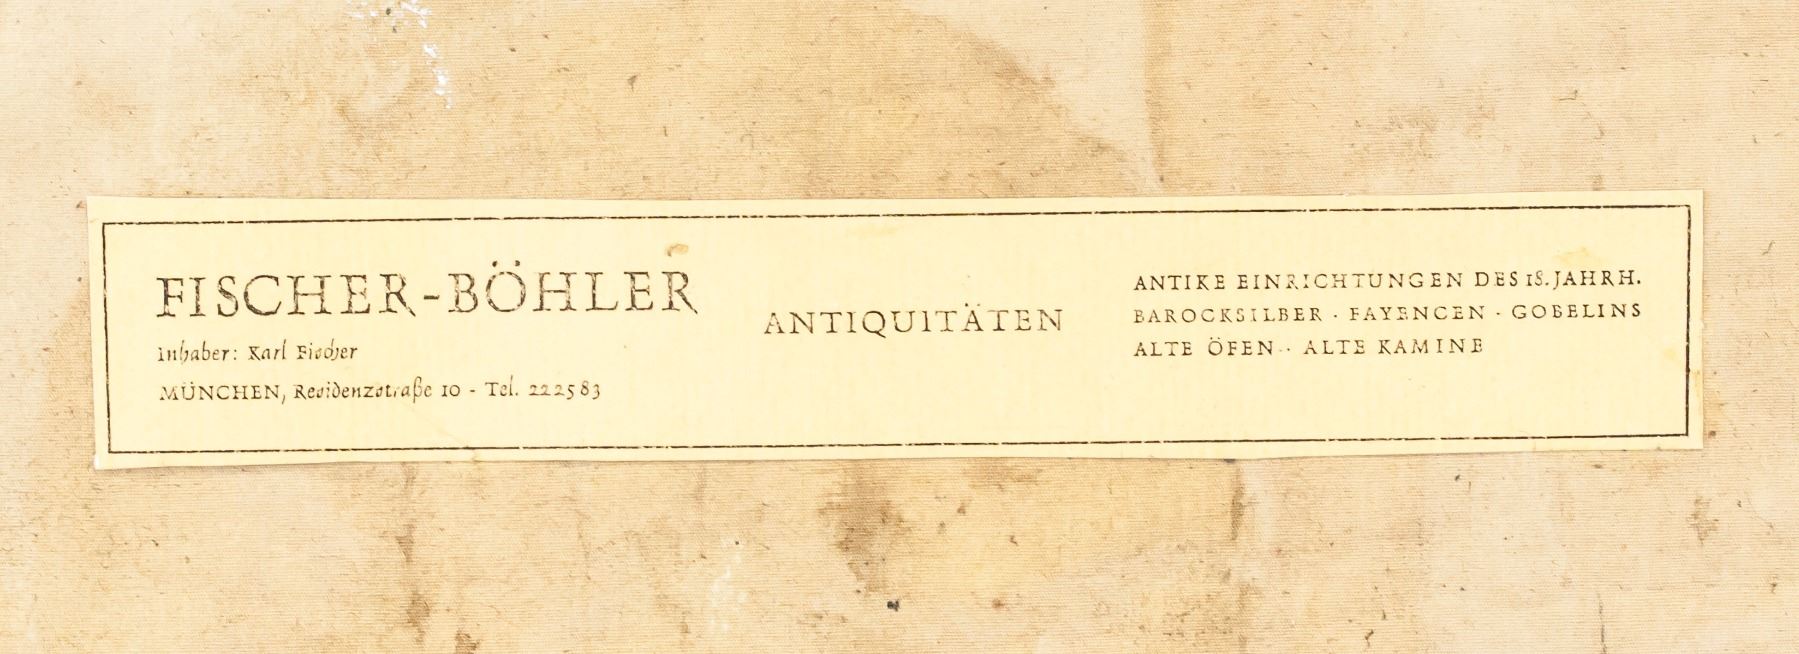 FISCHER-BÖHLER
Inhaber: Karl Fischer
MÜNCHEN, Residenzstraße 10 - Tel. 222583
ANTIQUITÄTEN
ANTIKE EINRICHTUNGEN DES 18. JAHRH.
BAROCKSILBER · FAYENCEN · GOBELINS
ALTE ÖFEN · ALTE KAMINE